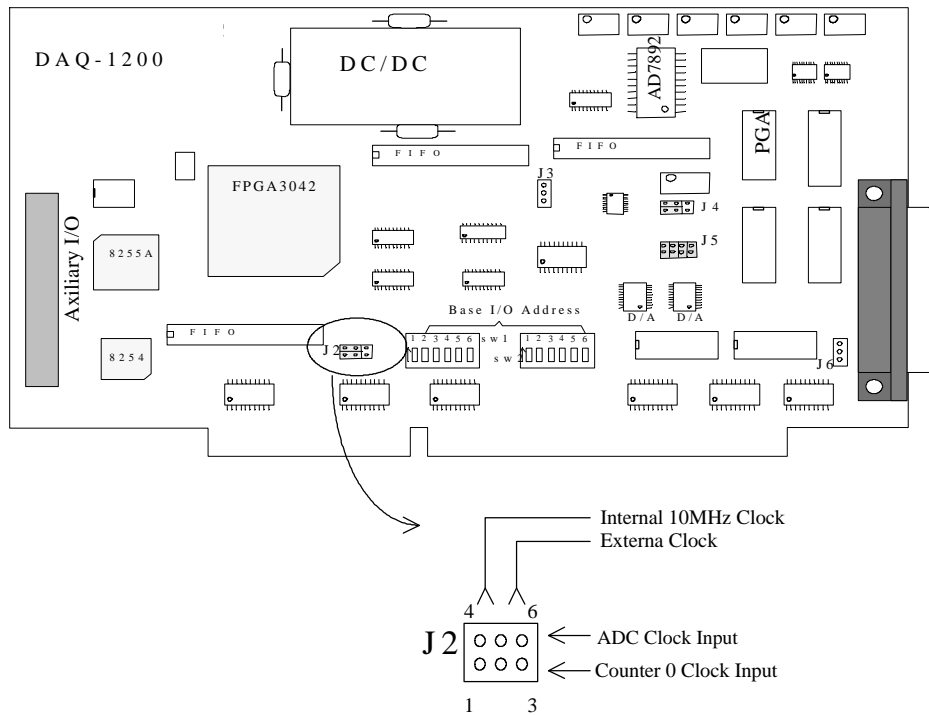 DAQ-1200
DC/DC
AD7892
PGA
FIFO
FIFO
J3
FPGA3042
J4
Axiliary I/O
8255A
J5
Base I/O Address
D/A
D/A
FIFO
J2
1 2 3 4 5 6
sw1
sw2
1 2 3 4 5 6
J6
8254
Internal 10MHz Clock
Externa Clock
4 6
J2
ADC Clock Input
Counter 0 Clock Input
1 3